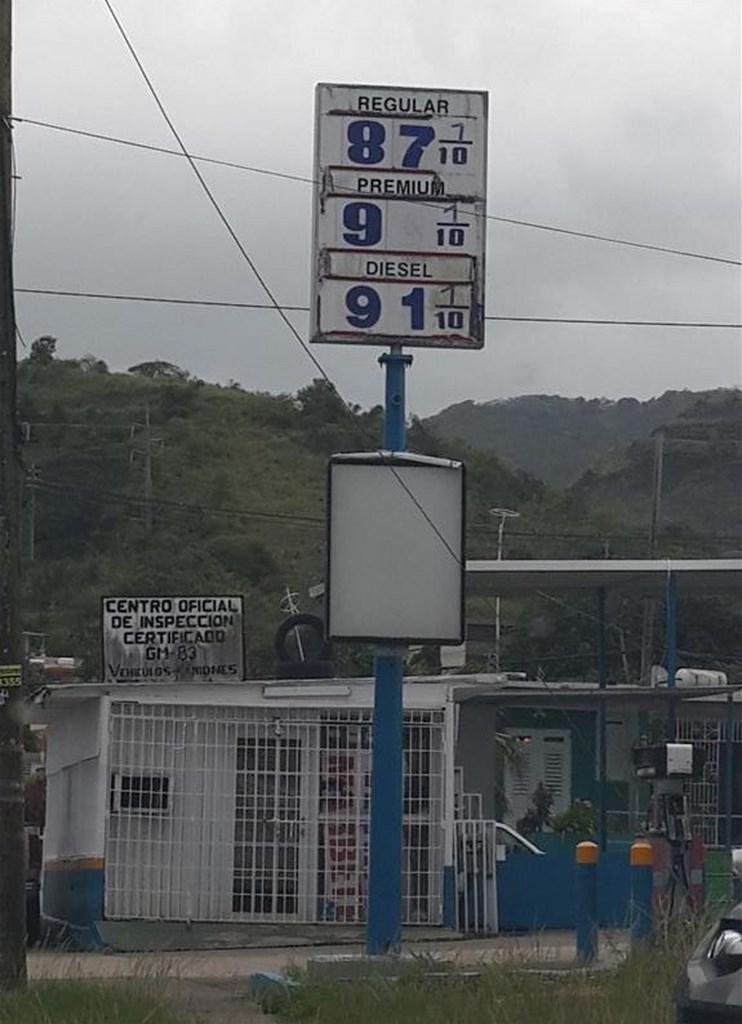 REGULAR
87 7/10
PREMIUM
9 1/10
DIESEL
91 1/10
CENTRO OFICIAL
DE INSPECCION
CERTIFICADO
GM-83
VEHICULOS